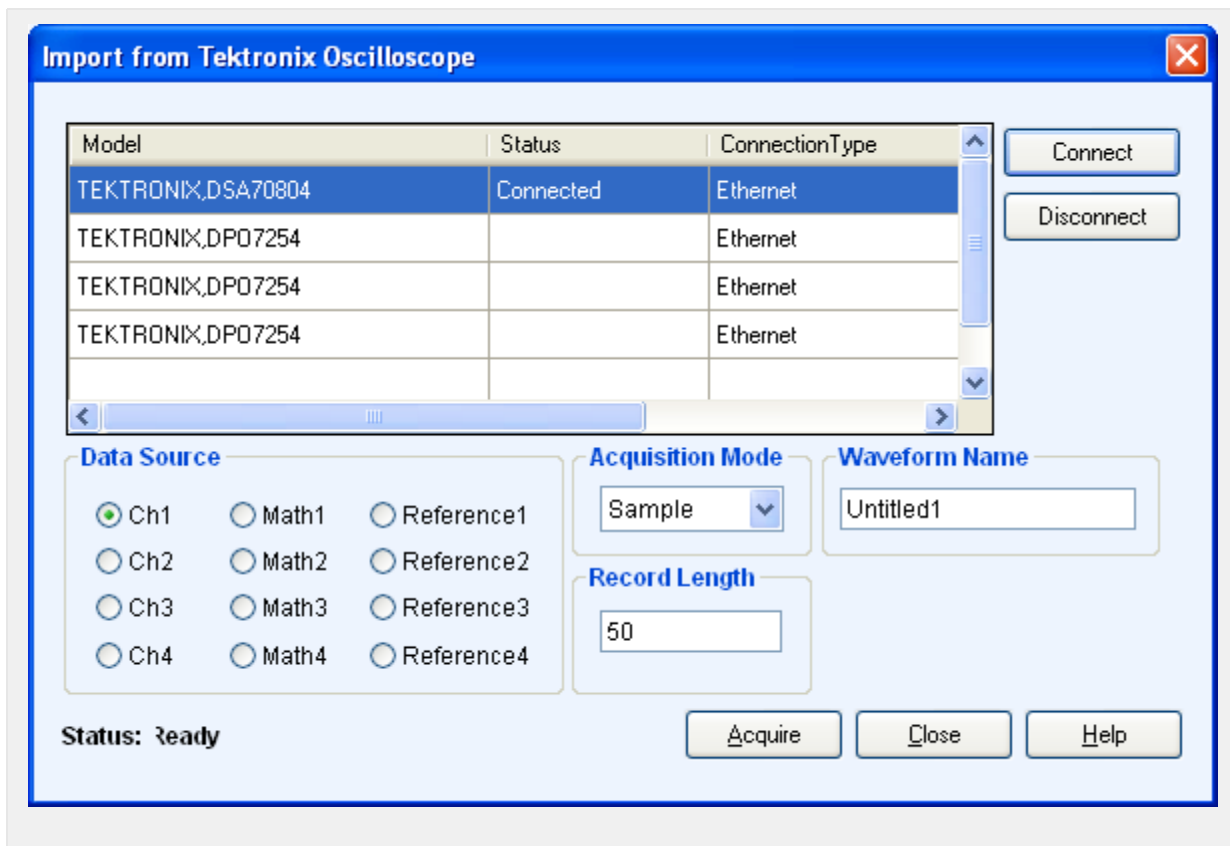 Import from Tektronix Oscilloscope
Model Status ConnectionType
TEKTRONIX,DSA70804 Connected Ethernet
TEKTRONIX,DPO7254 Ethernet
TEKTRONIX,DPO7254 Ethernet
TEKTRONIX,DPO7254 Ethernet
Connect
Disconnect
Data Source
Ch1 Math1 Reference1
Ch2 Math2 Reference2
Ch3 Math3 Reference3
Ch4 Math4 Reference4
Acquisition Mode
Sample
Waveform Name
Untitled1
Record Length
50
Status: Ready
Acquire Close Help